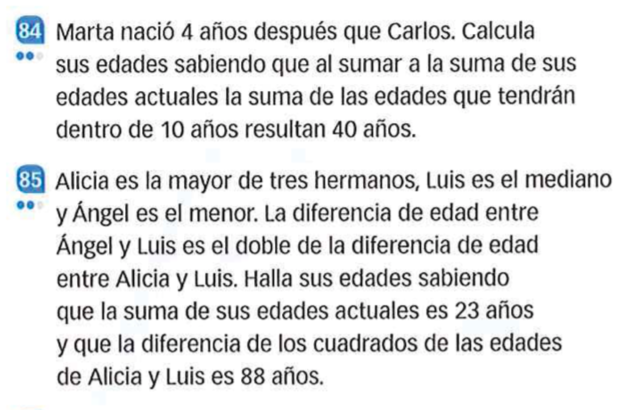 84 Marta nació 4 años después que Carlos. Calcula
sus edades sabiendo que al sumar a la suma de sus
edades actuales la suma de las edades que tendrán
dentro de 10 años resultan 40 años.
85 Alicia es la mayor de tres hermanos, Luis es el mediano
y Ángel es el menor. La diferencia de edad entre
Ángel y Luis es el doble de la diferencia de edad
entre Alicia y Luis. Halla sus edades sabiendo
que la suma de sus edades actuales es 23 años
y que la diferencia de los cuadrados de las edades
de Alicia y Luis es 88 años.